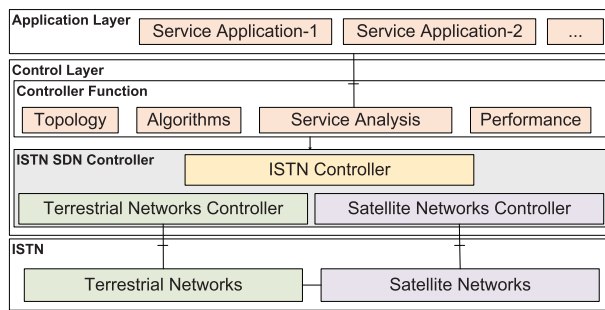 Application Layer
Service Application-1 Service Application-2 ...
Control Layer
Controller Function
Topology Algorithms Service Analysis Performance
ISTN SDN Controller
ISTN Controller
Terrestrial Networks Controller Satellite Networks Controller
ISTN
Terrestrial Networks Satellite Networks